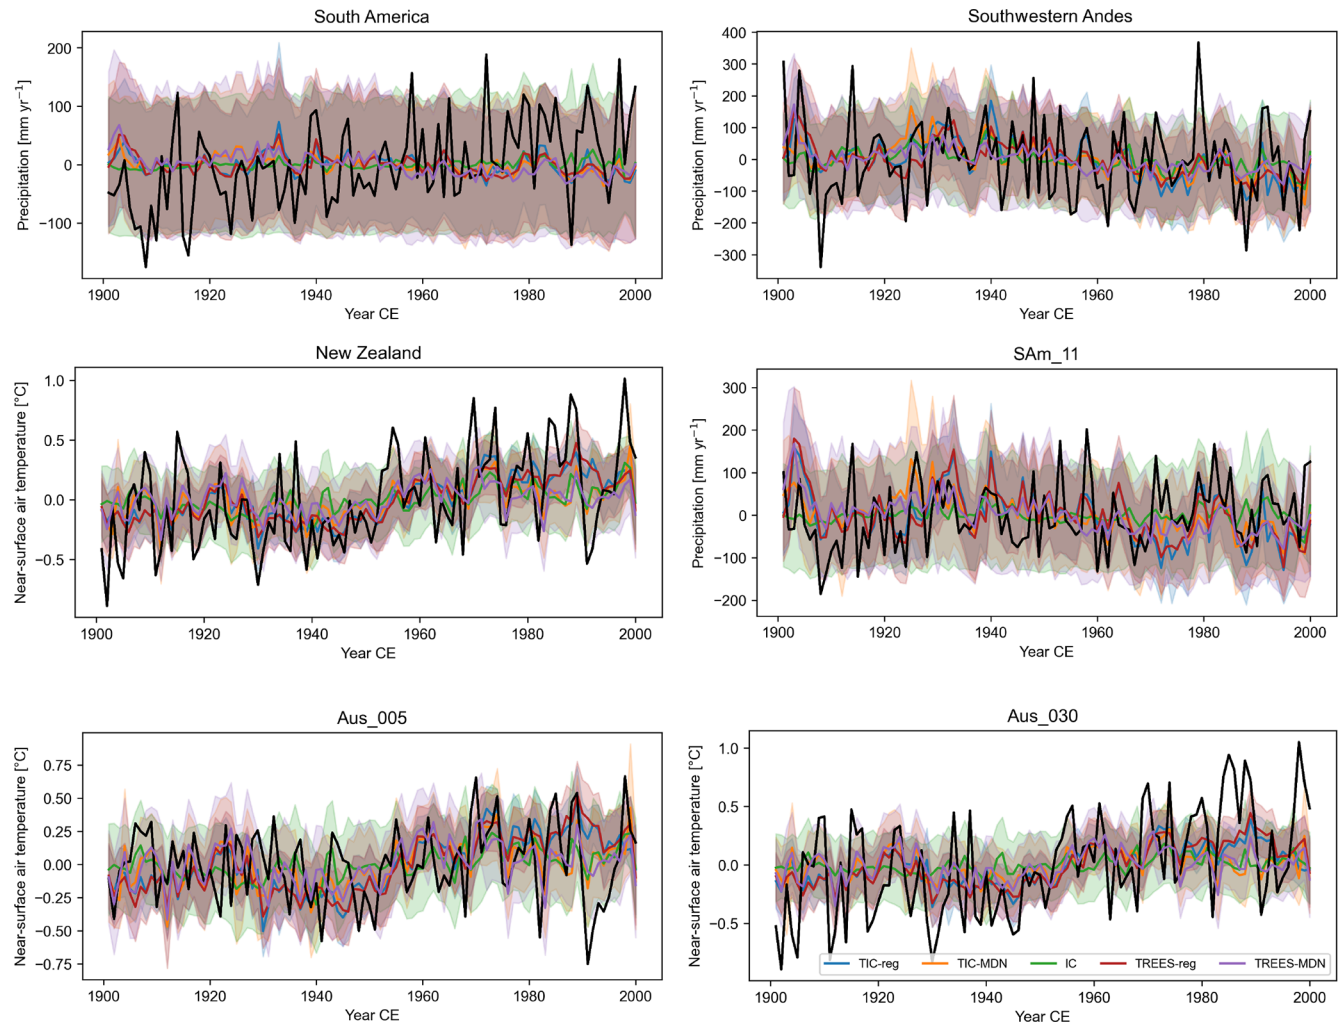 South America
Precipitation [mm yr⁻¹]
200
100
0
−100
1900 1920 1940 1960 1980 2000
Year CE
Southwestern Andes
Precipitation [mm yr⁻¹]
400
300
200
100
0
−100
−200
−300
1900 1920 1940 1960 1980 2000
Year CE
New Zealand
Near-surface air temperature [°C]
1.0
0.5
0.0
−0.5
1900 1920 1940 1960 1980 2000
Year CE
SAm_11
Precipitation [mm yr⁻¹]
300
200
100
0
−100
−200
1900 1920 1940 1960 1980 2000
Year CE
Aus_005
Near-surface air temperature [°C]
0.75
0.50
0.25
0.00
−0.25
−0.50
−0.75
1900 1920 1940 1960 1980 2000
Year CE
Aus_030
Near-surface air temperature [°C]
1.0
0.5
0.0
−0.5
TIC-reg TIC-MDN IC TREES-reg TREES-MDN
1900 1920 1940 1960 1980 2000
Year CE